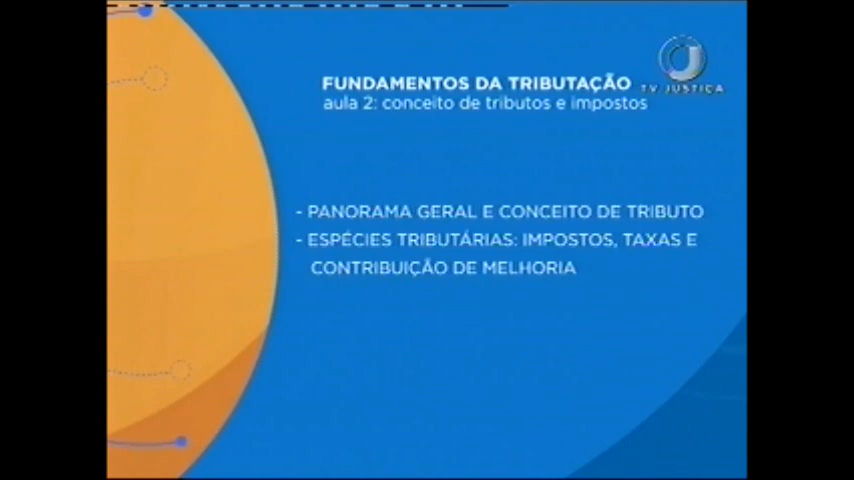 FUNDAMENTOS DA TRIBUTAÇÃO
aula 2: conceito de tributos e impostos
TV JUSTIÇA
- PANORAMA GERAL E CONCEITO DE TRIBUTO
- ESPÉCIES TRIBUTÁRIAS: IMPOSTOS, TAXAS E
CONTRIBUIÇÃO DE MELHORIA